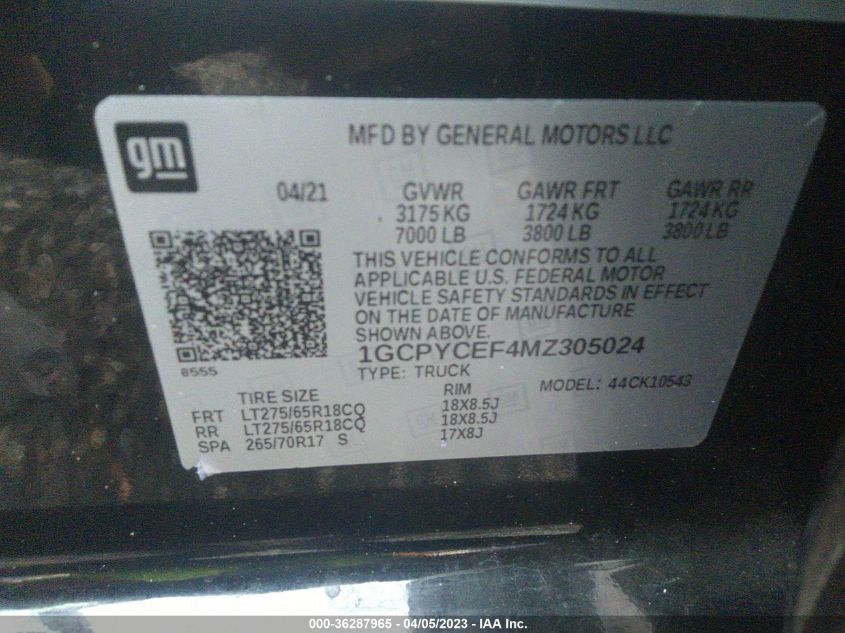 gm
MFD BY GENERAL MOTORS LLC
04/21 GVWR GAWR FRT GAWR RR
3175 KG 1724 KG 1724 KG
7000 LB 3800 LB 3800 LB
THIS VEHICLE CONFORMS TO ALL
APPLICABLE U.S. FEDERAL MOTOR
VEHICLE SAFETY STANDARDS IN EFFECT
ON THE DATE OF MANUFACTURE
SHOWN ABOVE.
8555
1GCPYCEF4MZ305024
TYPE: TRUCK MODEL: 44CK10543
TIRE SIZE RIM
FRT LT275/65R18CQ 18X8.5J
RR LT275/65R18CQ 18X8.5J
SPA 265/70R17 S 17X8J
000-36287965 - 04/05/2023 - IAA Inc.